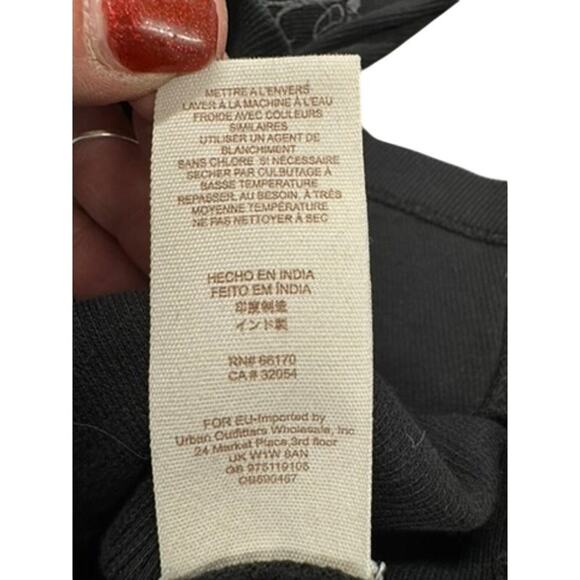 METTRE A L'ENVERS
LAVER À LA MACHINE À L'EAU
FROIDE AVEC COULEURS
SIMILAIRES
UTILISER UN AGENT DE
BLANCHIMENT
SANS CHLORE SI NÉCESSAIRE
SECHER PAR CULBUTAGE À
BASSE TEMPÉRATURE
REPASSER, AU BESOIN, À TRÈS
MOYENNE TEMPÉRATURE
NE PAS NETTOYER À SEC
HECHO EN INDIA
FEITO EM ÍNDIA
印度制造
インド製
RN# 66170
CA # 32054
FOR EU-Imported by
Urban Outfitters Wholesale, Inc
24 Market Place,3rd floor
UK W1W 8AN
GB 975119105
OB690467